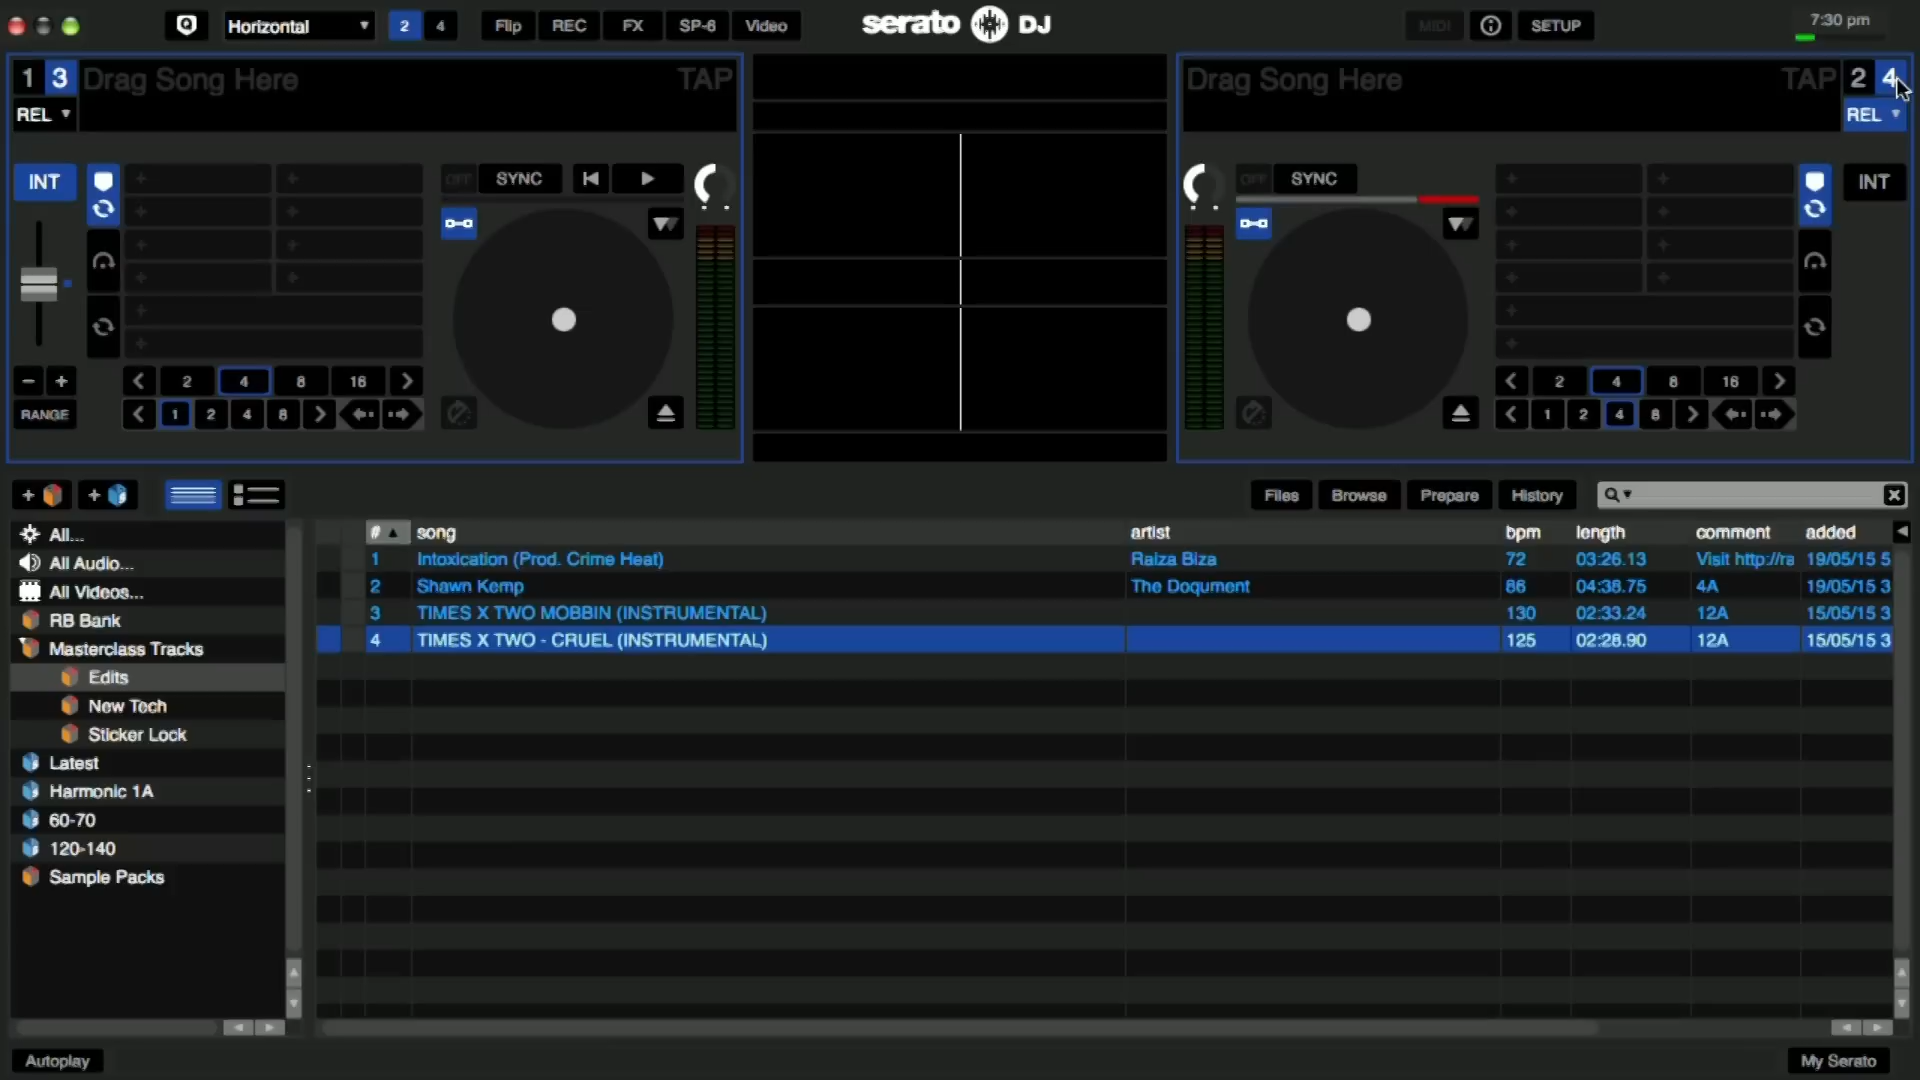 Horizontal 2 4 Flip REC FX SP-6 Video serato DJ MIDI SETUP 7:30 pm
1 3 Drag Song Here TAP
REL
Drag Song Here TAP 2 4
REL
INT OFF SYNC
OFF SYNC INT
2 4 8 16
RANGE 1 2 4 8
2 4 8 16
1 2 4 8
Files Browse Prepare History
All...
All Audio...
All Videos...
RB Bank
Masterclass Tracks
Edits
New Tech
Sticker Lock
Latest
Harmonic 1A
60-70
120-140
Sample Packs
# song artist bpm length comment added
1 Intoxication (Prod. Crime Heat) Raiza Biza 72 03:26.13 Visit http://ra 19/05/15 5
2 Shawn Kemp The Doqument 86 04:38.75 4A 19/05/15 3
3 TIMES X TWO MOBBIN (INSTRUMENTAL) 130 02:33.24 12A 15/05/15 3
4 TIMES X TWO - CRUEL (INSTRUMENTAL) 125 02:28.90 12A 15/05/15 3
Autoplay My Serato